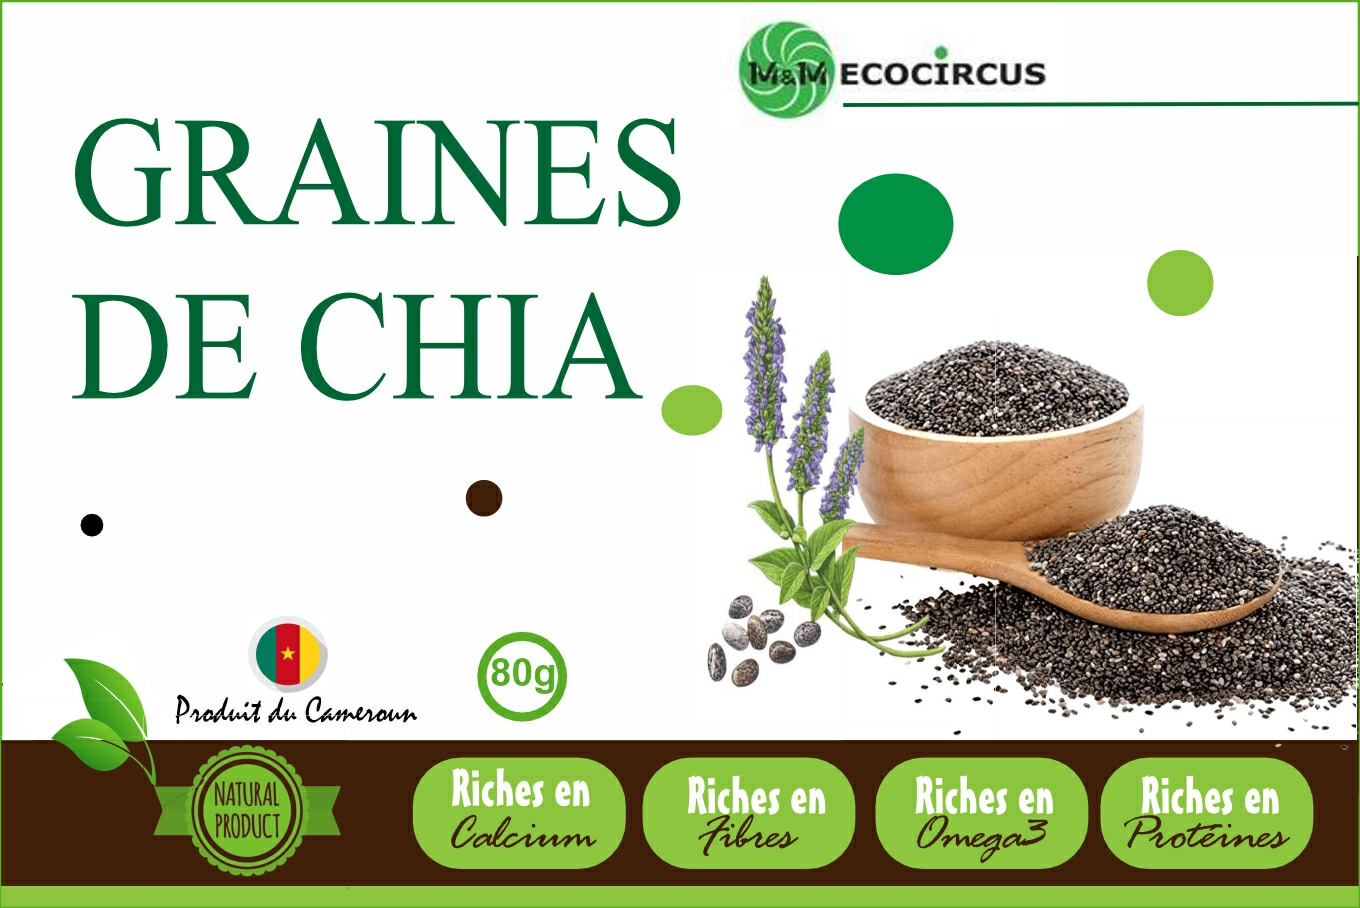 M&M ECOCIRCUS
GRAINES
DE CHIA
80g
Produit du Cameroun
NATURAL
PRODUCT
Riches en
Calcium
Riches en
Fibres
Riches en
Omega3
Riches en
Protéines